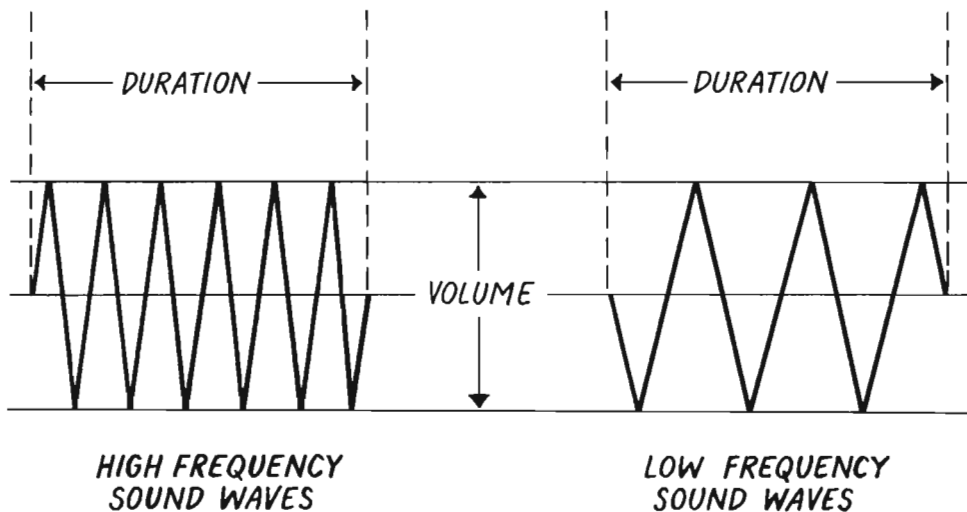 DURATION
DURATION
VOLUME
HIGH FREQUENCY
SOUND WAVES
LOW FREQUENCY
SOUND WAVES